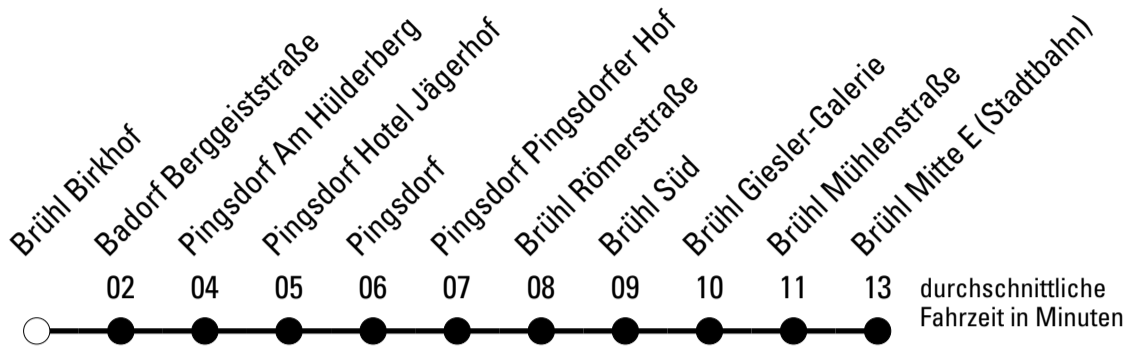 Brühl Birkhof
Badorf Berggeiststraße
Pingsdorf Am Hülderberg
Pingsdorf Hotel Jägerhof
Pingsdorf
Pingsdorf Pingsdorfer Hof
Brühl Römerstraße
Brühl Süd
Brühl Giesler-Galerie
Brühl Mühlenstraße
Brühl Mitte E (Stadtbahn)
02 04 05 06 07 08 09 10 11 13
durchschnittliche
Fahrzeit in Minuten